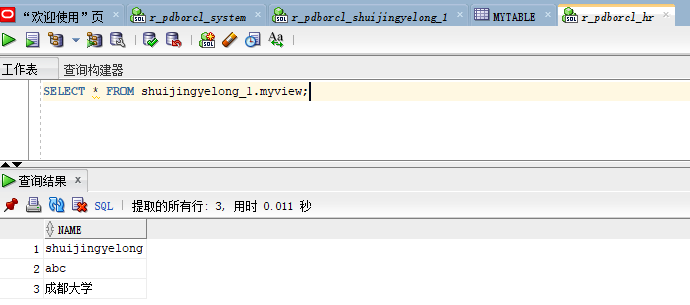 “欢迎使用”页 x r_pdborcl_system x r_pdborcl_shuijingyelong_1 x MYTABLE x r_pdborcl_hr
工作表 查询构建器
SELECT * FROM shuijingyelong_1.myview;
查询结果 x
SQL | 提取的所有行: 3, 用时 0.011 秒
NAME
1 shuijingyelong
2 abc
3 成都大学